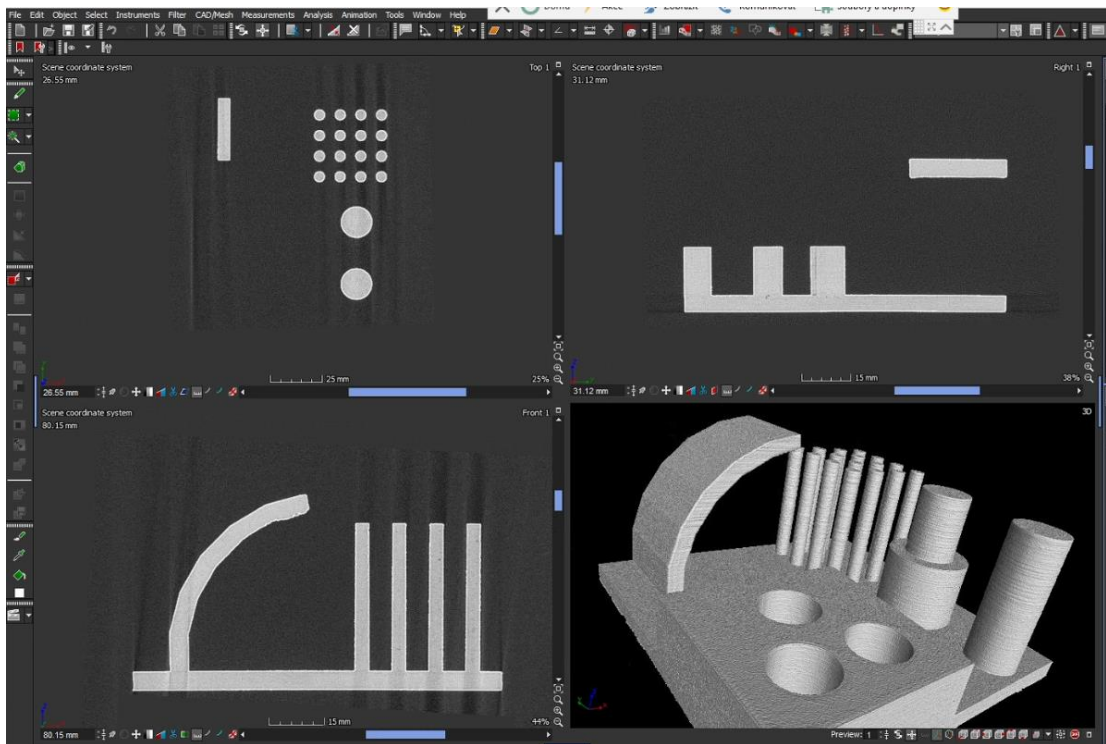 File Edit Object Select Instruments Filter CAD/Mesh Measurements Analysis Animation Tools Window Help
Scene coordinate system
26.55 mm
Top 1
25 mm
25%
26.55 mm
Scene coordinate system
31.12 mm
Right 1
15 mm
38%
31.12 mm
Scene coordinate system
80.15 mm
Front 1
15 mm
44%
80.15 mm
3D
Preview: 1